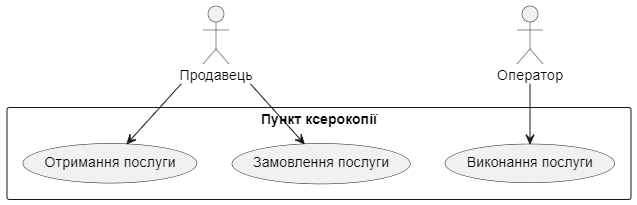 Продавець
Оператор
Пункт ксерокопії
Отримання послуги
Замовлення послуги
Виконання послуги